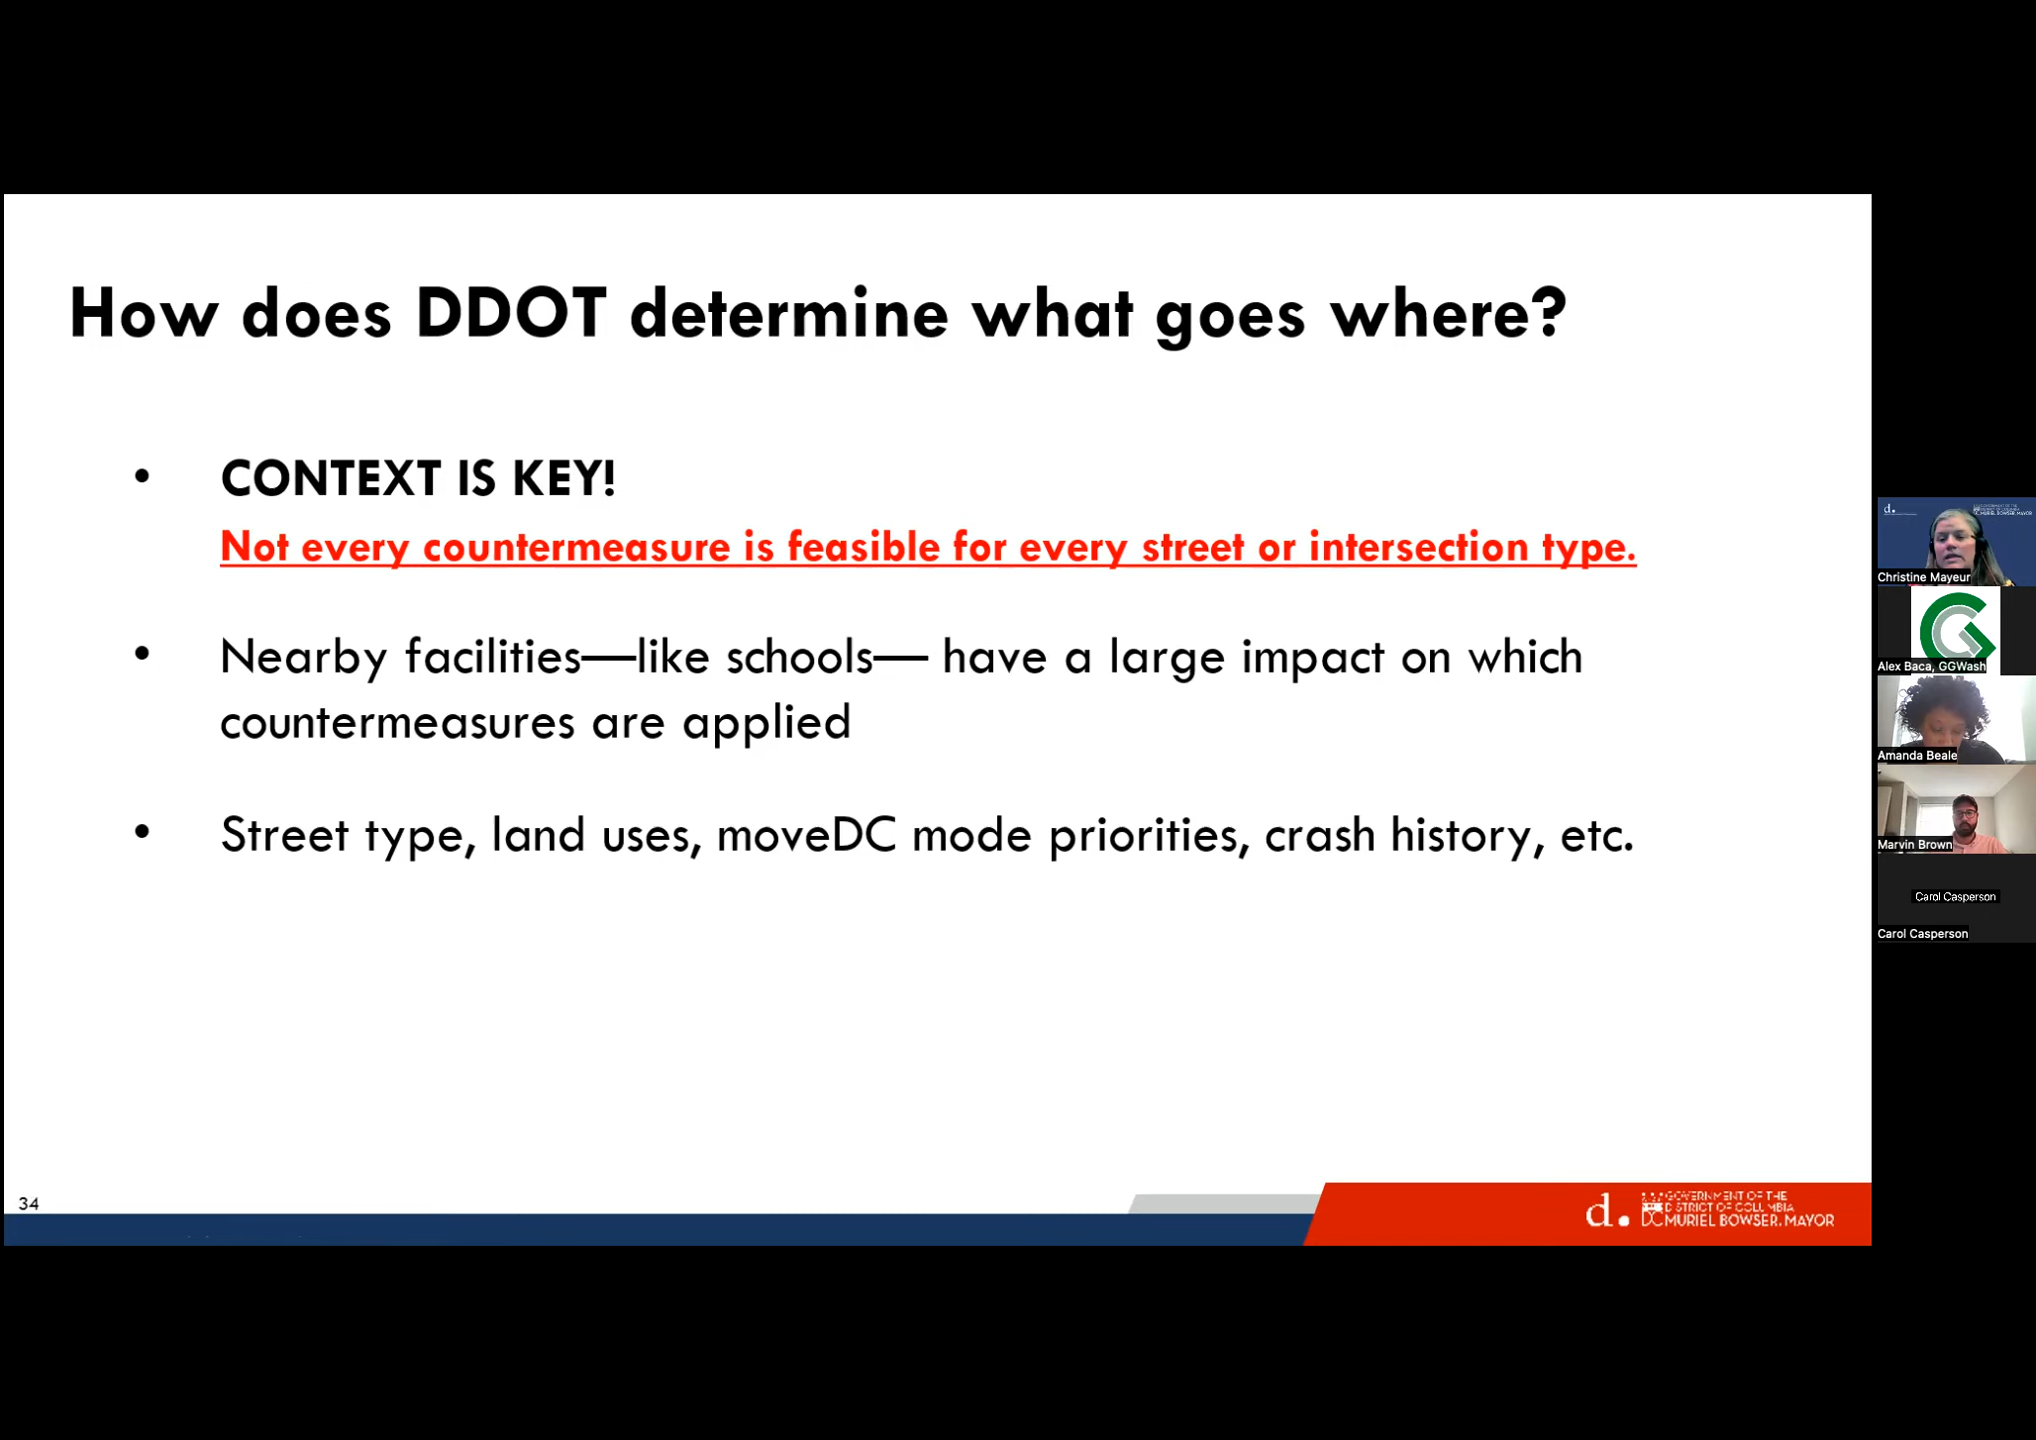 How does DDOT determine what goes where?
• CONTEXT IS KEY!
Not every countermeasure is feasible for every street or intersection type.
• Nearby facilities—like schools— have a large impact on which
countermeasures are applied
• Street type, land uses, moveDC mode priorities, crash history, etc.
34
d.
GOVERNMENT OF THE
DISTRICT OF COLUMBIA
DC MURIEL BOWSER, MAYOR
d.
MURIEL BOWSER, MAYOR
Christine Mayeur
Alex Baca, GGWash
Amanda Beale
Marvin Brown
Carol Casperson
Carol Casperson